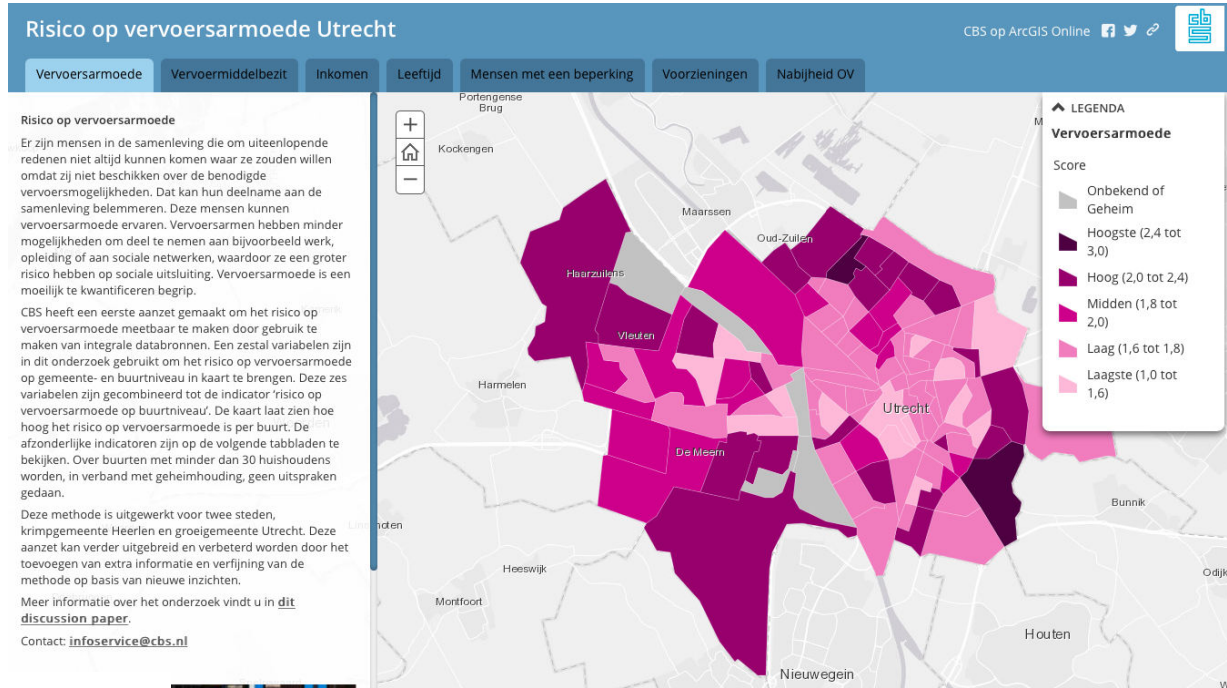 Risico op vervoersarmoede Utrecht
CBS op ArcGIS Online
Vervoersarmoede
Vervoermiddelbezit
Inkomen
Leeftijd
Mensen met een beperking
Voorzieningen
Nabijheid OV
Risico op vervoersarmoede
Er zijn mensen in de samenleving die om uiteenlopende
redenen niet altijd kunnen komen waar ze zouden willen
omdat zij niet beschikken over de benodigde
vervoersmogelijkheden. Dat kan hun deelname aan de
samenleving belemmeren. Deze mensen kunnen
vervoersarmoede ervaren. Vervoersarmen hebben minder
mogelijkheden om deel te nemen aan bijvoorbeeld werk,
opleiding of aan sociale netwerken, waardoor ze een groter
risico hebben op sociale uitsluiting. Vervoersarmoede is een
moeilijk te kwantificeren begrip.
CBS heeft een eerste aanzet gemaakt om het risico op
vervoersarmoede meetbaar te maken door gebruik te
maken van integrale databronnen. Een zestal variabelen zijn
in dit onderzoek gebruikt om het risico op vervoersarmoede
op gemeente- en buurtniveau in kaart te brengen. Deze zes
variabelen zijn gecombineerd tot de indicator ‘risico op
vervoersarmoede op buurtniveau’. De kaart laat zien hoe
hoog het risico op vervoersarmoede is per buurt. De
afzonderlijke indicatoren zijn op de volgende tabbladen te
bekijken. Over buurten met minder dan 30 huishoudens
worden, in verband met geheimhouding, geen uitspraken
gedaan.
Deze methode is uitgewerkt voor twee steden,
krimpgemeente Heerlen en groeigemeente Utrecht. Deze
aanzet kan verder uitgebreid en verbeterd worden door het
toevoegen van extra informatie en verfijning van de
methode op basis van nieuwe inzichten.
Meer informatie over het onderzoek vindt u in dit
discussion paper.
Contact: infoservice@cbs.nl
+
−
Portengense
Brug
Kockengen
Maarssen
Oud-Zuilen
Haarzuilens
Vleuten
Harmelen
Utrecht
De Meern
Bunnik
Heeswijk
Odijk
Montfoort
Houten
Nieuwegein
LEGENDA
Vervoersarmoede
Score
Onbekend of
Geheim
Hoogste (2,4 tot
3,0)
Hoog (2,0 tot 2,4)
Midden (1,8 tot
2,0)
Laag (1,6 tot 1,8)
Laagste (1,0 tot
1,6)